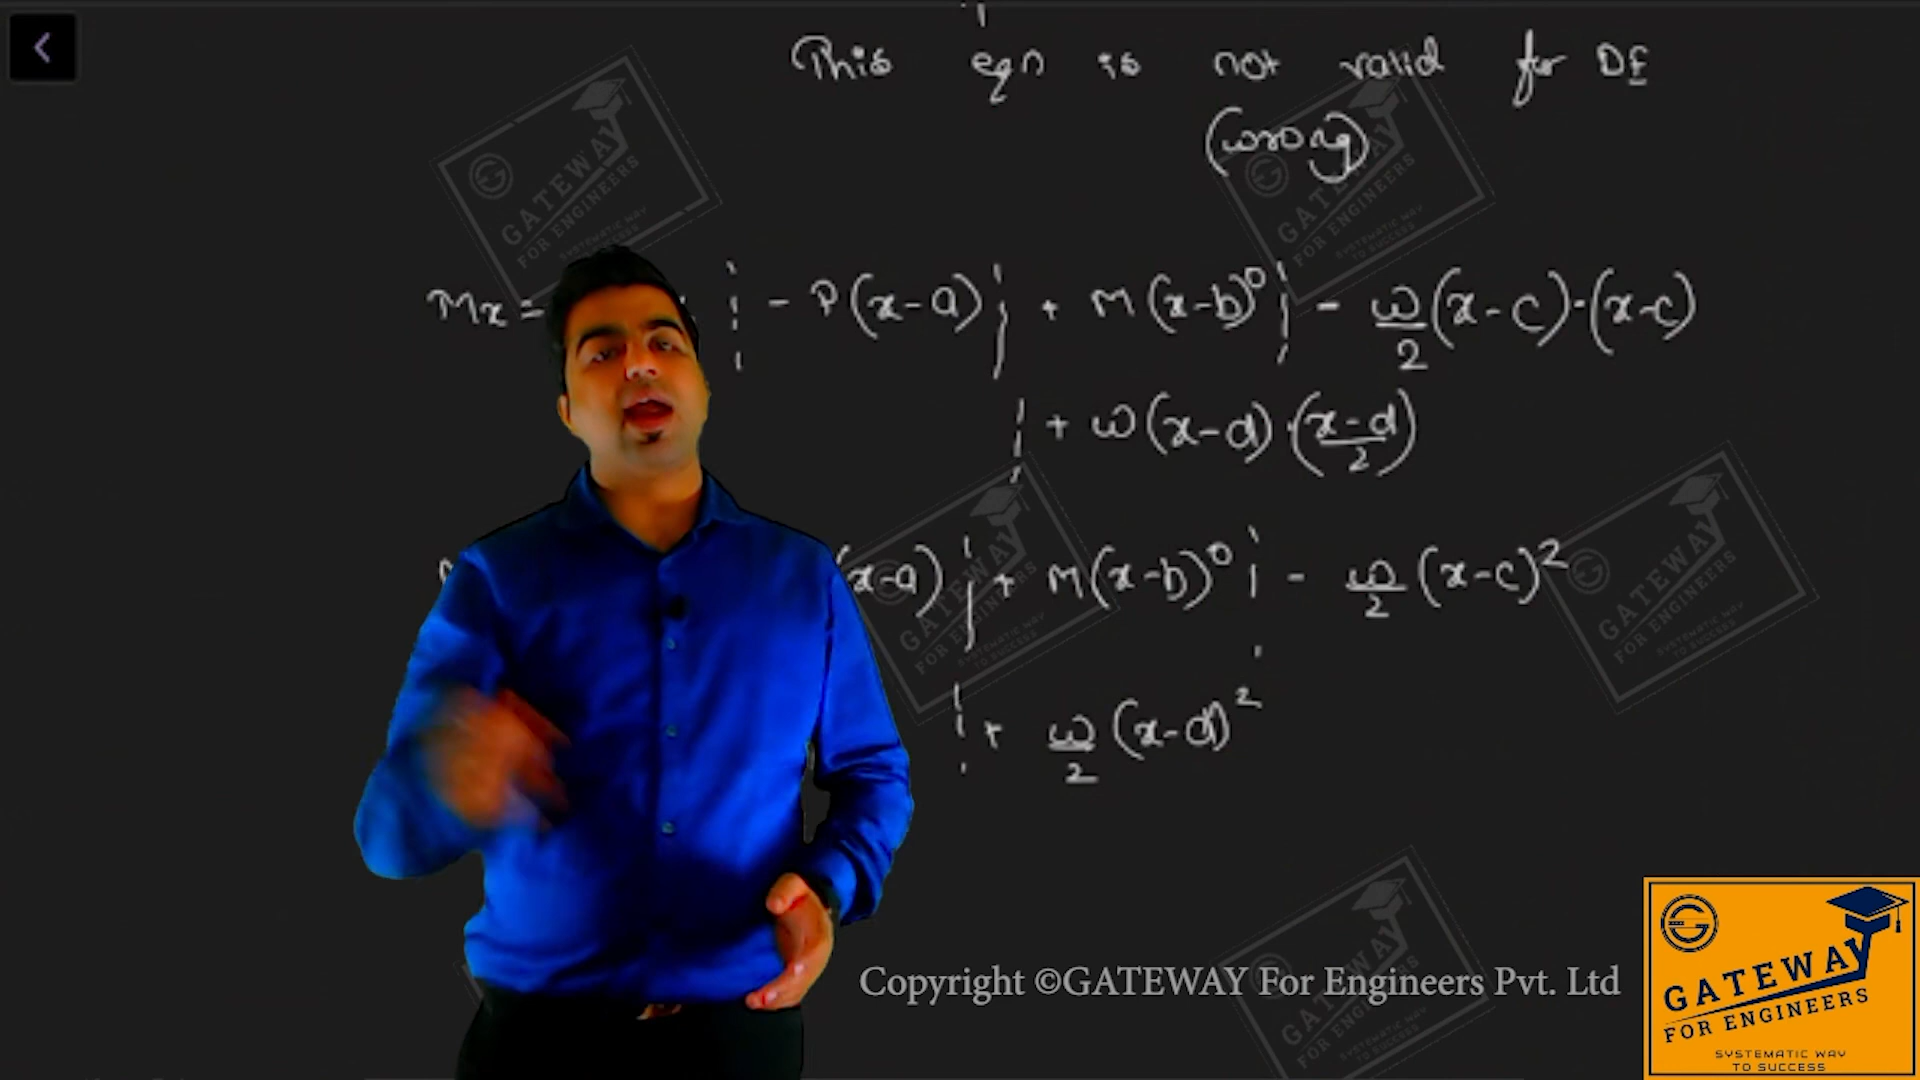 This eqn is not valid for DE
(wrong)
Mx = ¦ - P(x-a) ¦ + M(x-b)⁰ ¦ - w/2 (x-c)·(x-c)
¦ + w(x-d)·(x-d/2)
(x-a) ¦ + M(x-b)⁰ ¦ - w/2 (x-c)²
¦ + w/2 (x-d)²
Copyright ©GATEWAY For Engineers Pvt. Ltd
GATEWAY
FOR ENGINEERS
SYSTEMATIC WAY
TO SUCCESS